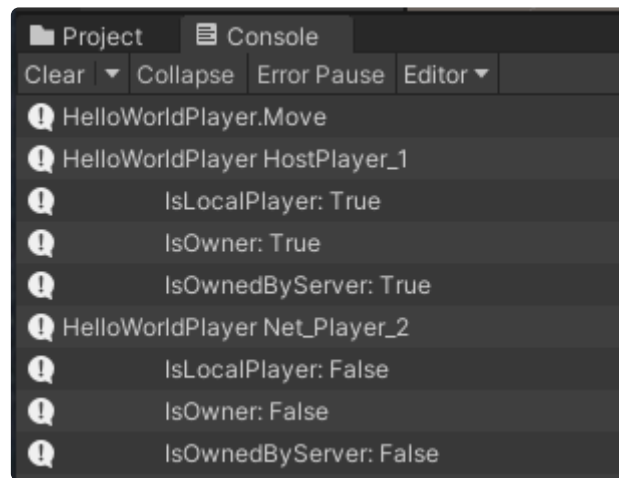 Project Console
Clear Collapse Error Pause Editor
HelloWorldPlayer.Move
HelloWorldPlayer HostPlayer_1
IsLocalPlayer: True
IsOwner: True
IsOwnedByServer: True
HelloWorldPlayer Net_Player_2
IsLocalPlayer: False
IsOwner: False
IsOwnedByServer: False